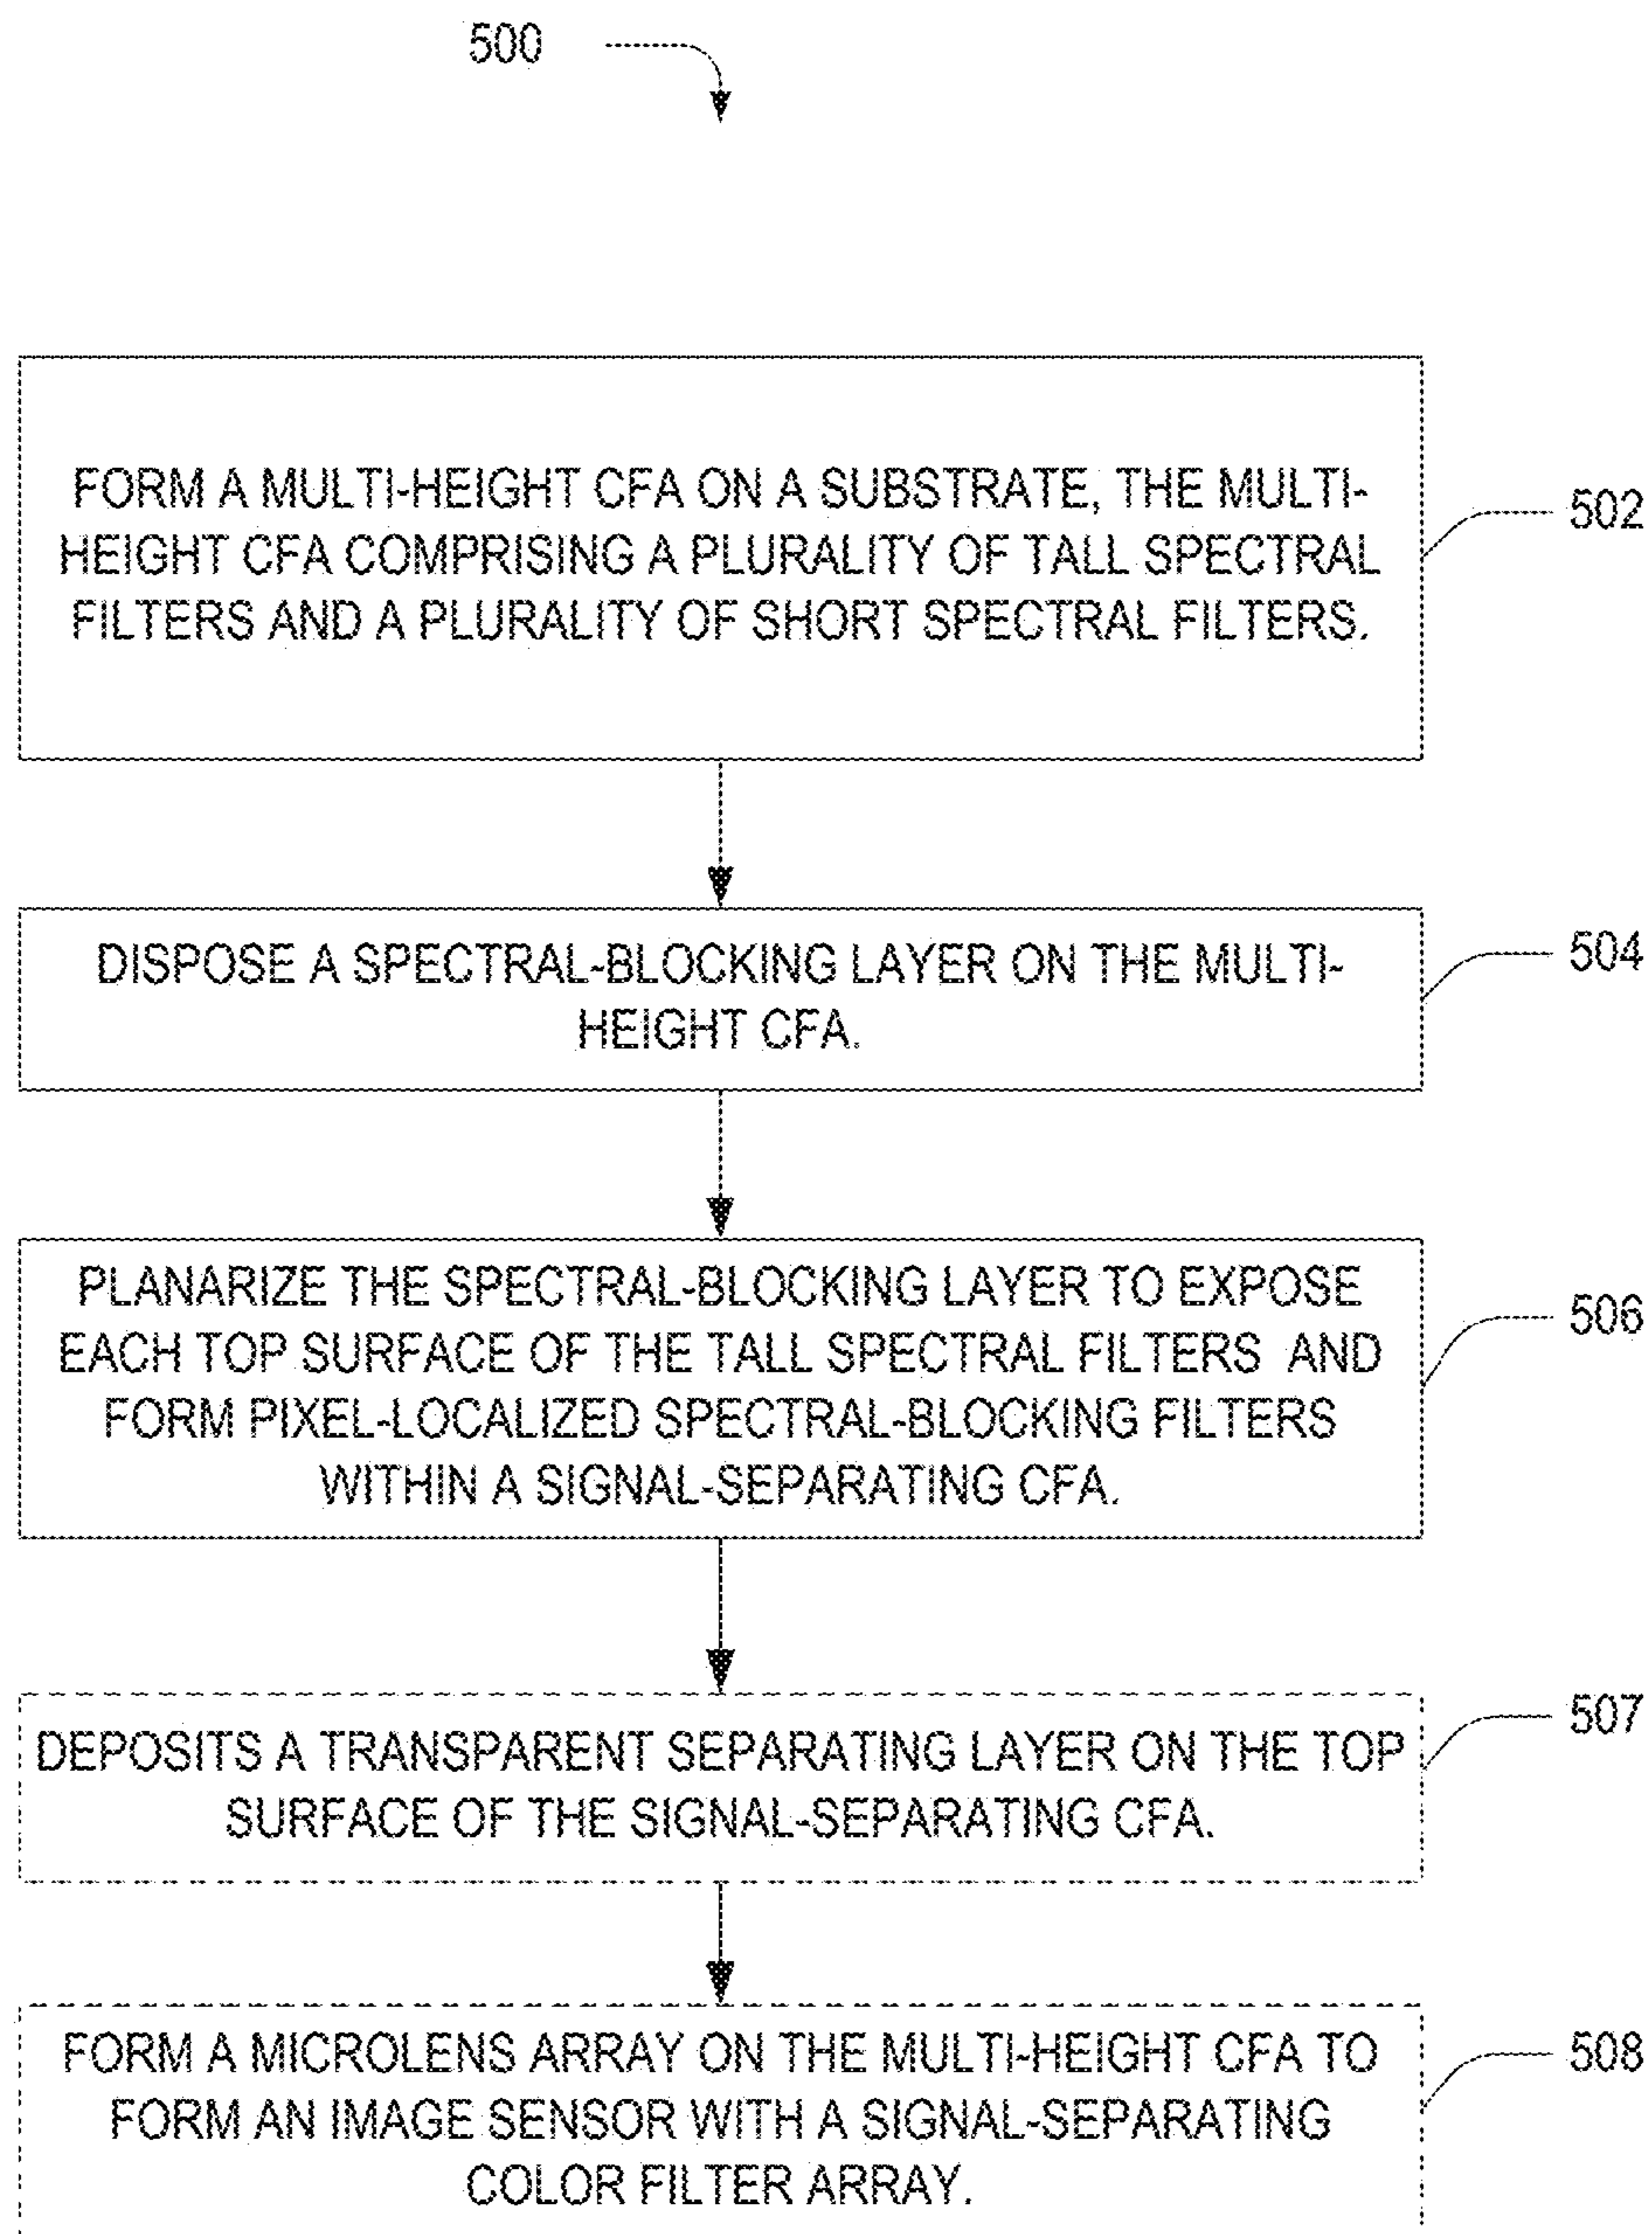 500
FORM A MULTI-HEIGHT CFA ON A SUBSTRATE, THE MULTI-
HEIGHT CFA COMPRISING A PLURALITY OF TALL SPECTRAL
FILTERS AND A PLURALITY OF SHORT SPECTRAL FILTERS.
502
DISPOSE A SPECTRAL-BLOCKING LAYER ON THE MULTI-
HEIGHT CFA.
504
PLANARIZE THE SPECTRAL-BLOCKING LAYER TO EXPOSE
EACH TOP SURFACE OF THE TALL SPECTRAL FILTERS AND
FORM PIXEL-LOCALIZED SPECTRAL-BLOCKING FILTERS
WITHIN A SIGNAL-SEPARATING CFA.
506
DEPOSITS A TRANSPARENT SEPARATING LAYER ON THE TOP
SURFACE OF THE SIGNAL-SEPARATING CFA.
507
FORM A MICROLENS ARRAY ON THE MULTI-HEIGHT CFA TO
FORM AN IMAGE SENSOR WITH A SIGNAL-SEPARATING
COLOR FILTER ARRAY.
508